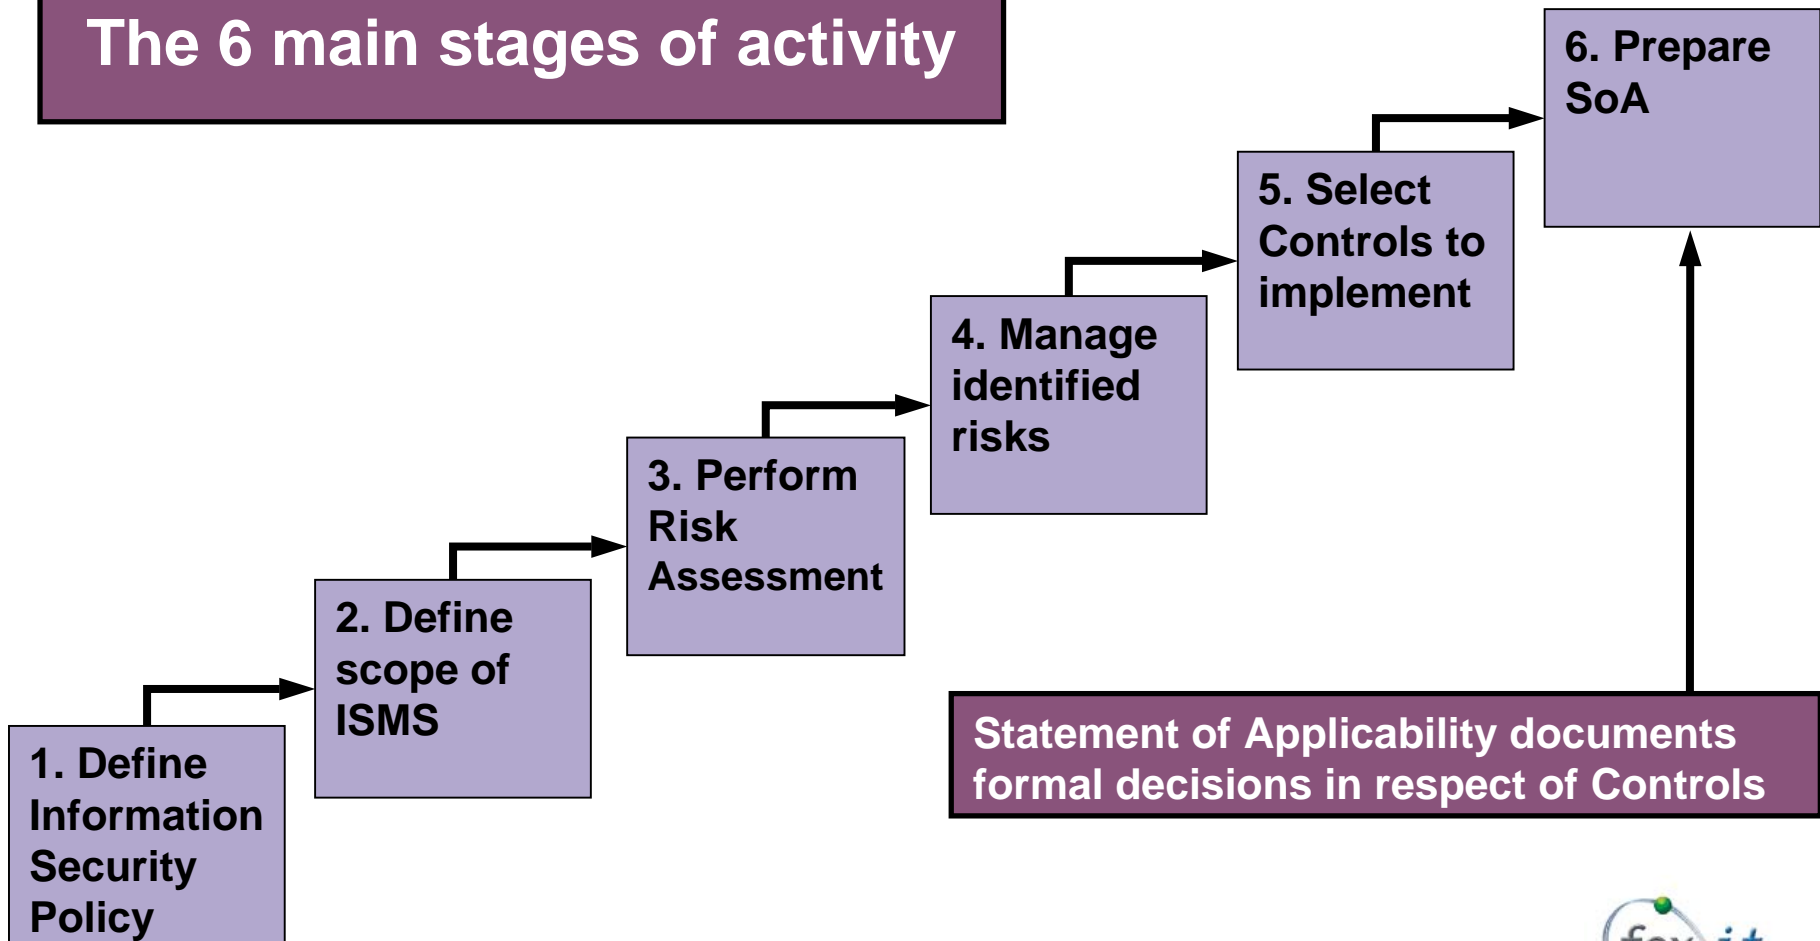 The 6 main stages of activity
6. Prepare
SoA
5. Select
Controls to
implement
4. Manage
identified
risks
3. Perform
Risk
Assessment
2. Define
scope of
ISMS
1. Define
Information
Security
Policy
Statement of Applicability documents
formal decisions in respect of Controls
fox it